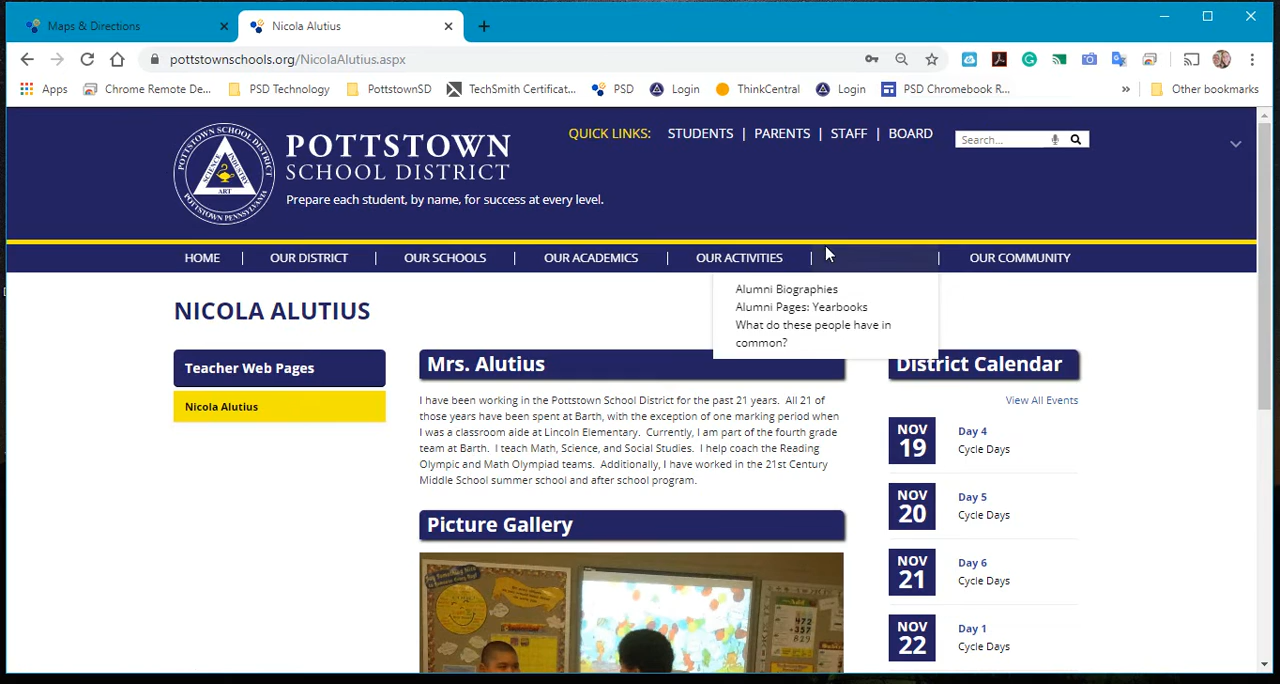 Maps & Directions
Nicola Alutius
pottstownschools.org/NicolaAlutius.aspx
Apps
Chrome Remote De...
PSD Technology
PottstownSD
TechSmith Certificat...
PSD
Login
ThinkCentral
Login
PSD Chromebook R...
»
Other bookmarks
POTTSTOWN SCHOOL DISTRICT
SCIENCE
INDUSTRY
ART
POTTSTOWN PENNSYLVANIA
POTTSTOWN
SCHOOL DISTRICT
Prepare each student, by name, for success at every level.
QUICK LINKS: STUDENTS | PARENTS | STAFF | BOARD
Search...
HOME | OUR DISTRICT | OUR SCHOOLS | OUR ACADEMICS | OUR ACTIVITIES | | OUR COMMUNITY
Alumni Biographies
Alumni Pages: Yearbooks
What do these people have in
common?
NICOLA ALUTIUS
Teacher Web Pages
Nicola Alutius
Mrs. Alutius
I have been working in the Pottstown School District for the past 21 years. All 21 of
those years have been spent at Barth, with the exception of one marking period when
I was a classroom aide at Lincoln Elementary. Currently, I am part of the fourth grade
team at Barth. I teach Math, Science, and Social Studies. I help coach the Reading
Olympic and Math Olympiad teams. Additionally, I have worked in the 21st Century
Middle School summer school and after school program.
Picture Gallery
District Calendar
View All Events
NOV
19
Day 4
Cycle Days
NOV
20
Day 5
Cycle Days
NOV
21
Day 6
Cycle Days
NOV
22
Day 1
Cycle Days